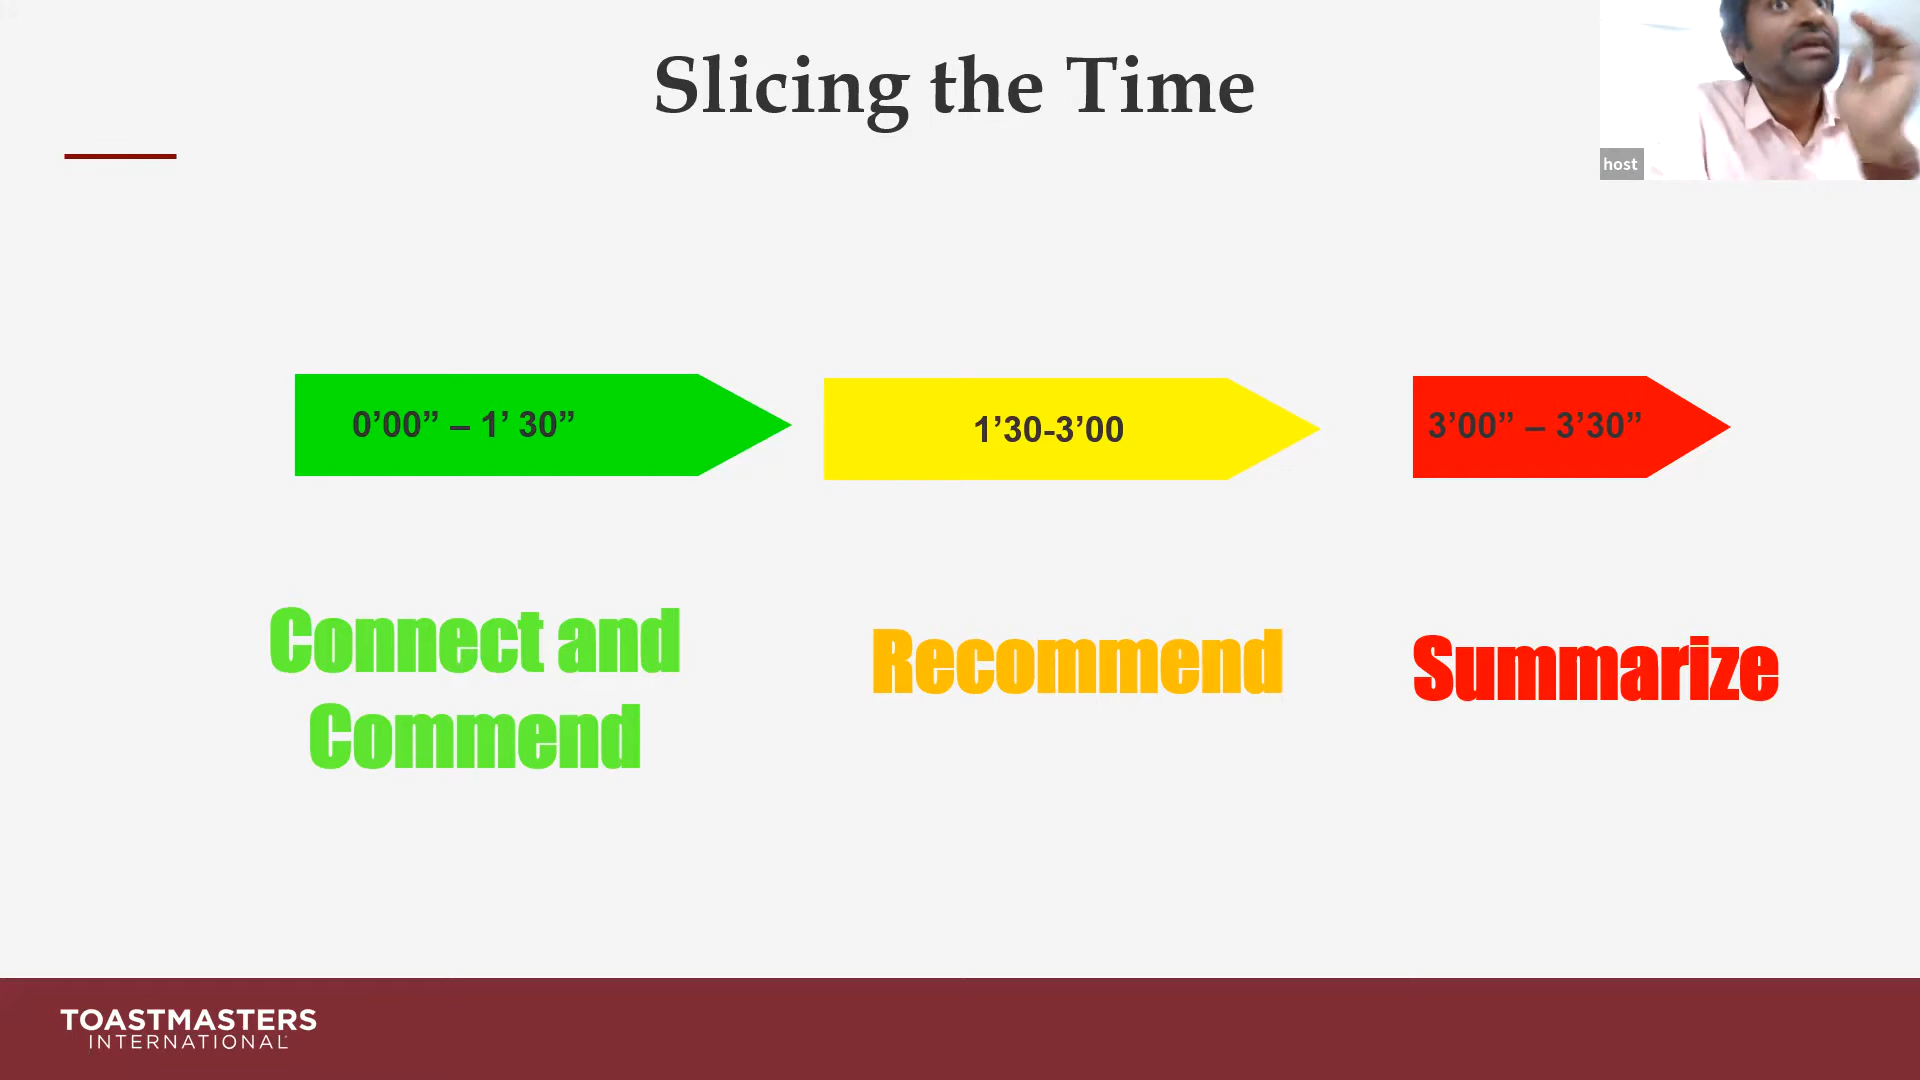 Slicing the Time
host
0’00” – 1’ 30”
1’30-3’00
3’00” – 3’30”
Connect and
Commend
Recommend
Summarize
TOASTMASTERS
INTERNATIONAL